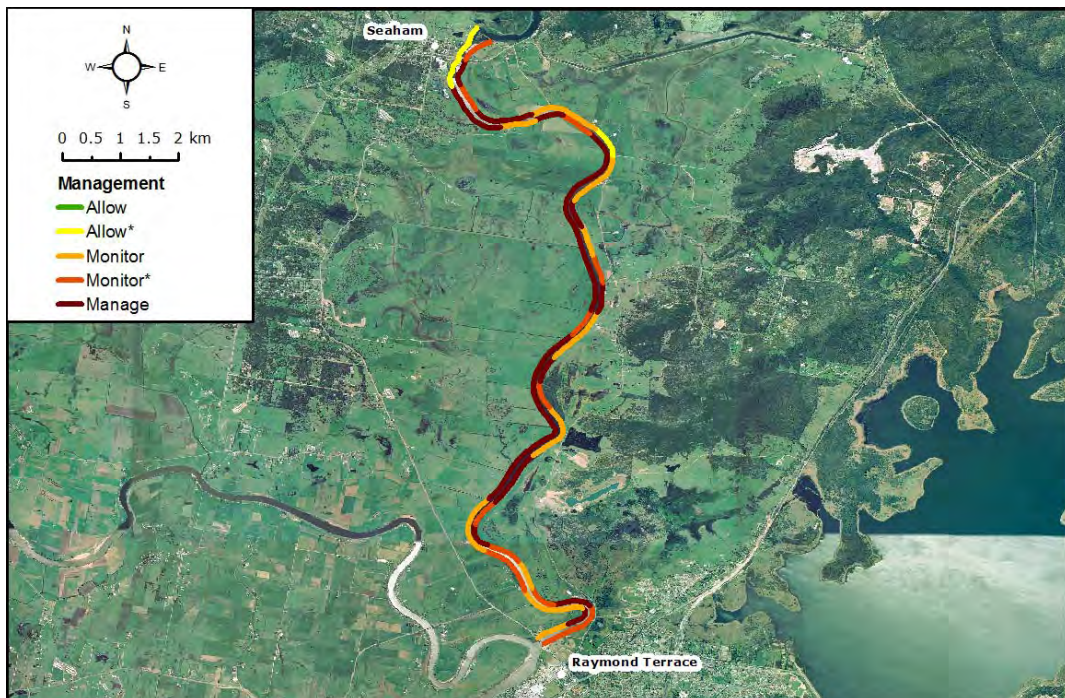 Seaham
N
W E
S
0 0.5 1 1.5 2 km
Management
Allow
Allow*
Monitor
Monitor*
Manage
Raymond Terrace